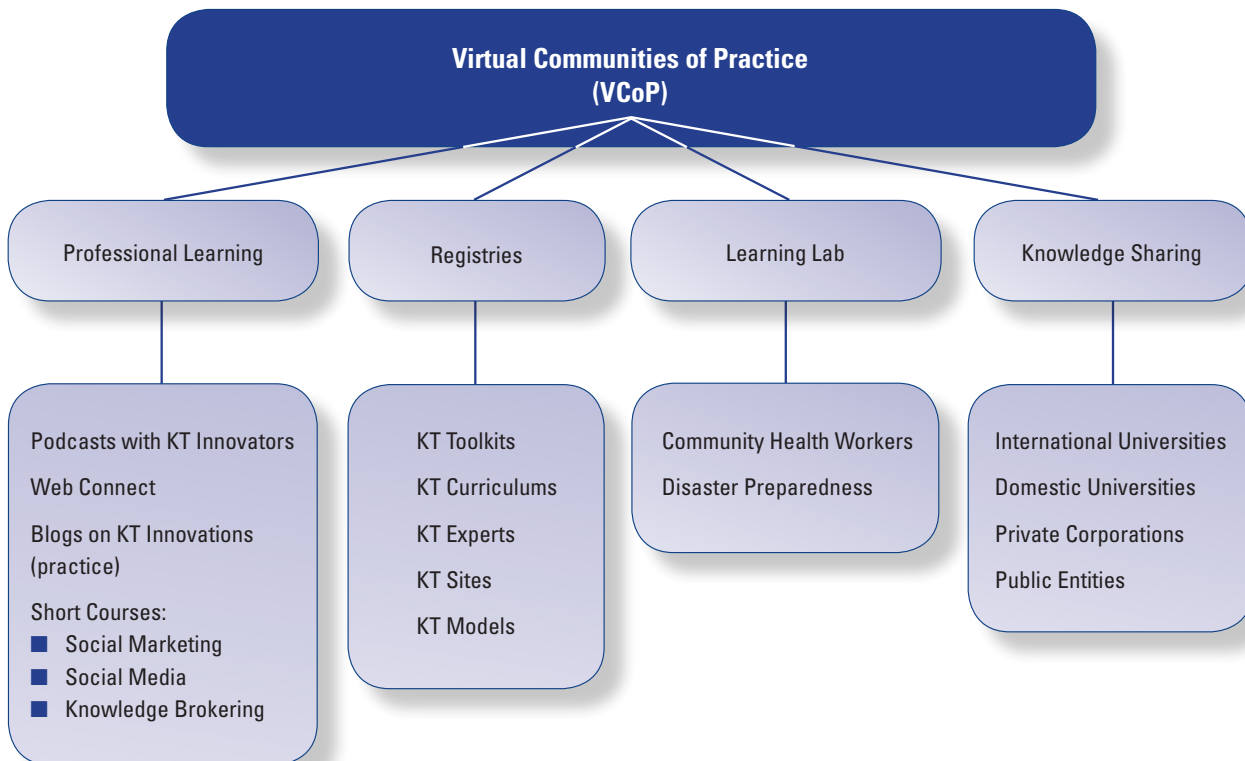 Virtual Communities of Practice
(VCoP)
Professional Learning
Registries
Learning Lab
Knowledge Sharing
Podcasts with KT Innovators
Web Connect
Blogs on KT Innovations
(practice)
Short Courses:
■ Social Marketing
■ Social Media
■ Knowledge Brokering
KT Toolkits
KT Curriculums
KT Experts
KT Sites
KT Models
Community Health Workers
Disaster Preparedness
International Universities
Domestic Universities
Private Corporations
Public Entities